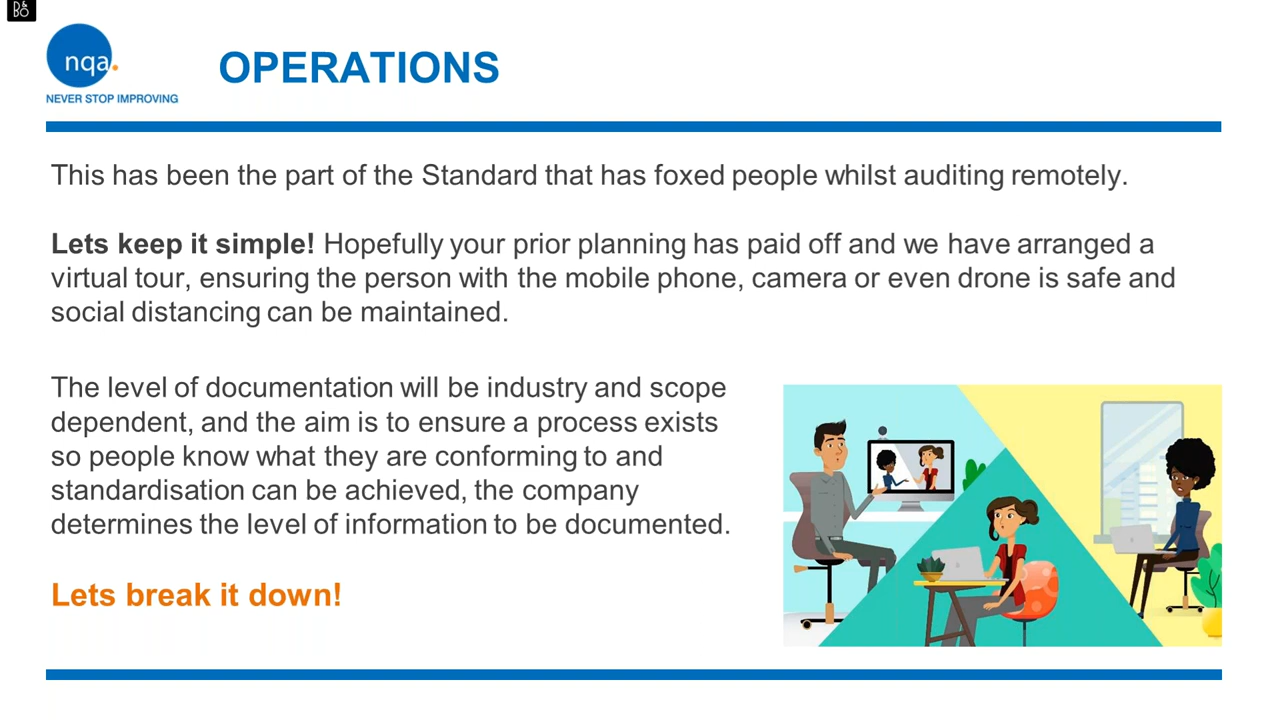 B&O
nqa.
NEVER STOP IMPROVING
OPERATIONS
This has been the part of the Standard that has foxed people whilst auditing remotely.
Lets keep it simple! Hopefully your prior planning has paid off and we have arranged a
virtual tour, ensuring the person with the mobile phone, camera or even drone is safe and
social distancing can be maintained.
The level of documentation will be industry and scope
dependent, and the aim is to ensure a process exists
so people know what they are conforming to and
standardisation can be achieved, the company
determines the level of information to be documented.
Lets break it down!